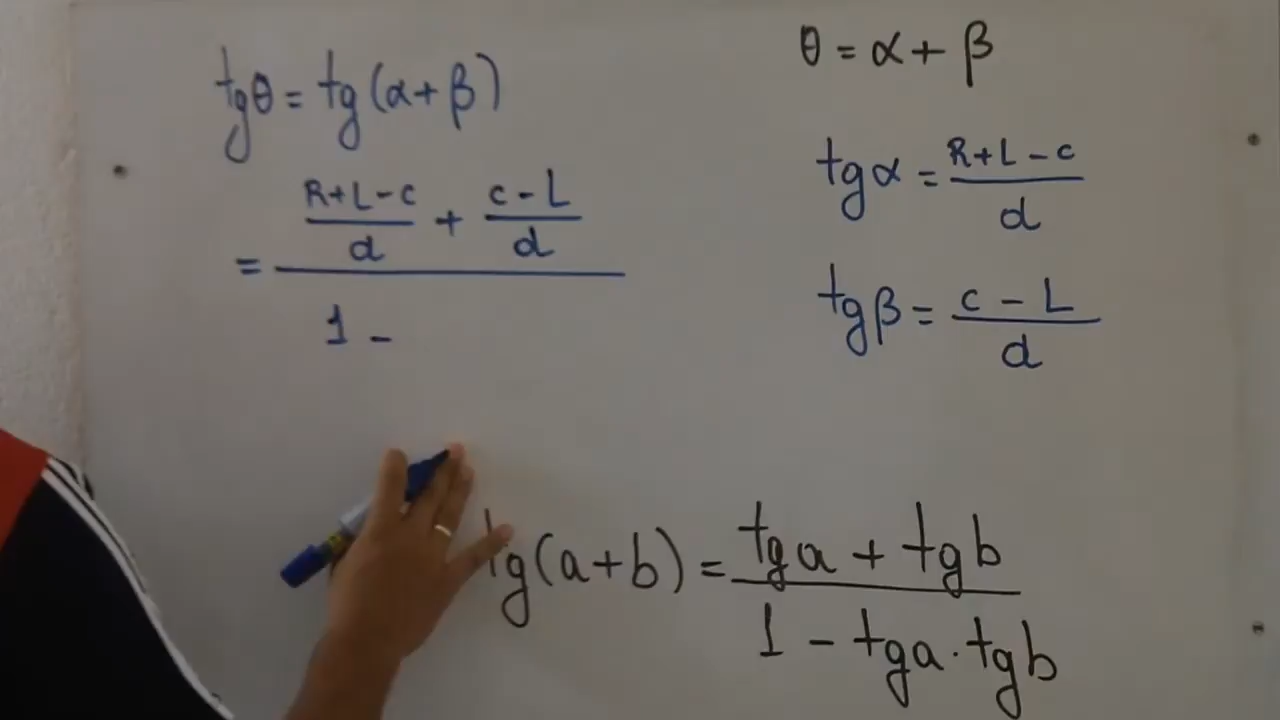 tgθ = tg(α + β)
= (R+L-c)/d + (c-L)/d
1 -
θ = α + β
tgα = (R+L-c)/d
tgβ = (c-L)/d
tg(a+b) = (tga + tgb)/(1 - tga·tgb)